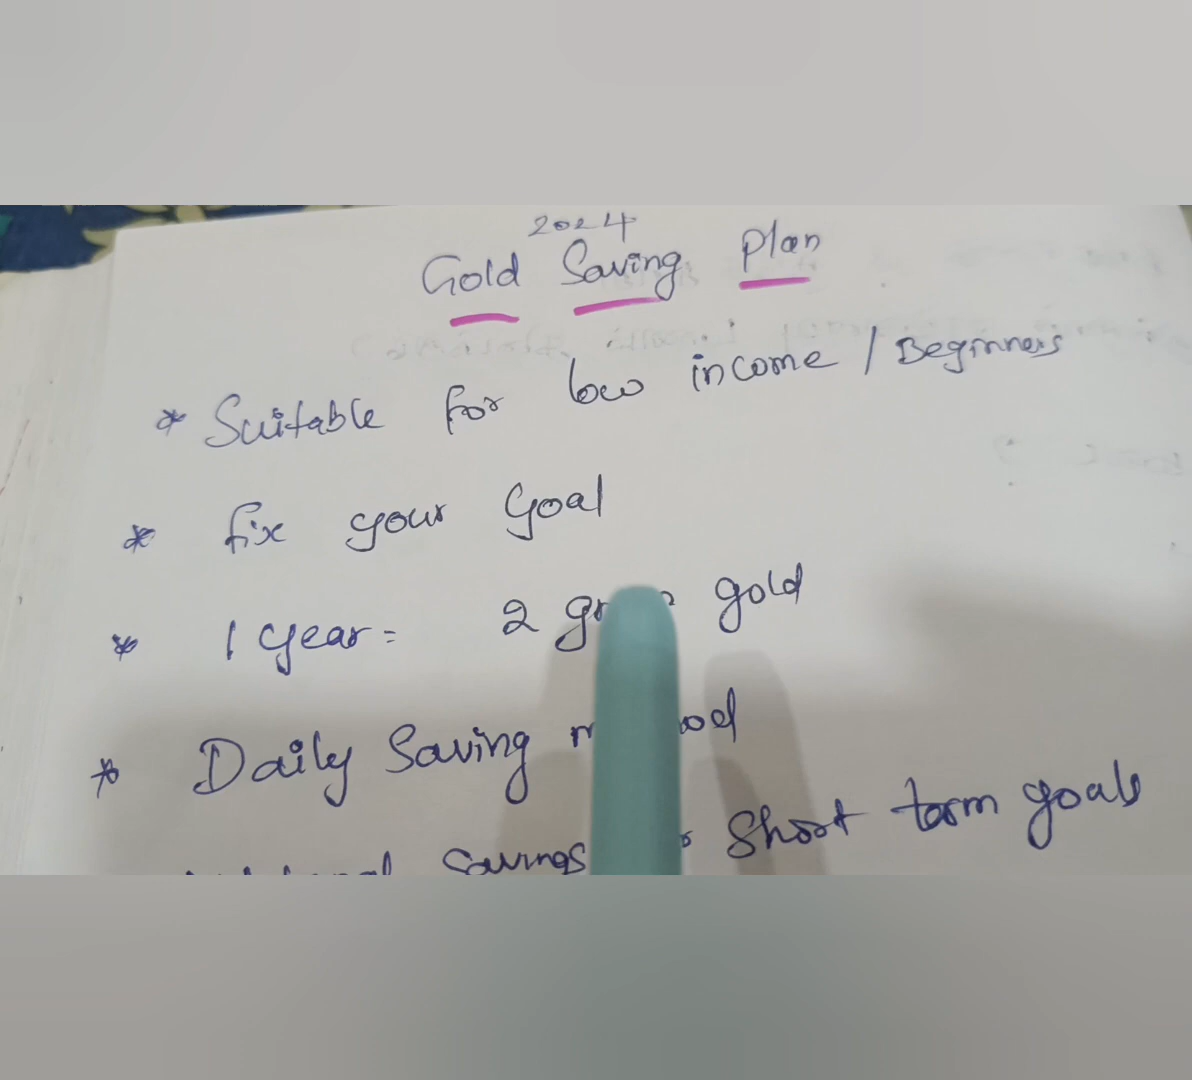 2024
Gold Saving Plan
* Suitable for low income / Beginners
* fix your Goal
* 1 year = 2 gold
* Daily Saving
savings Short term goals